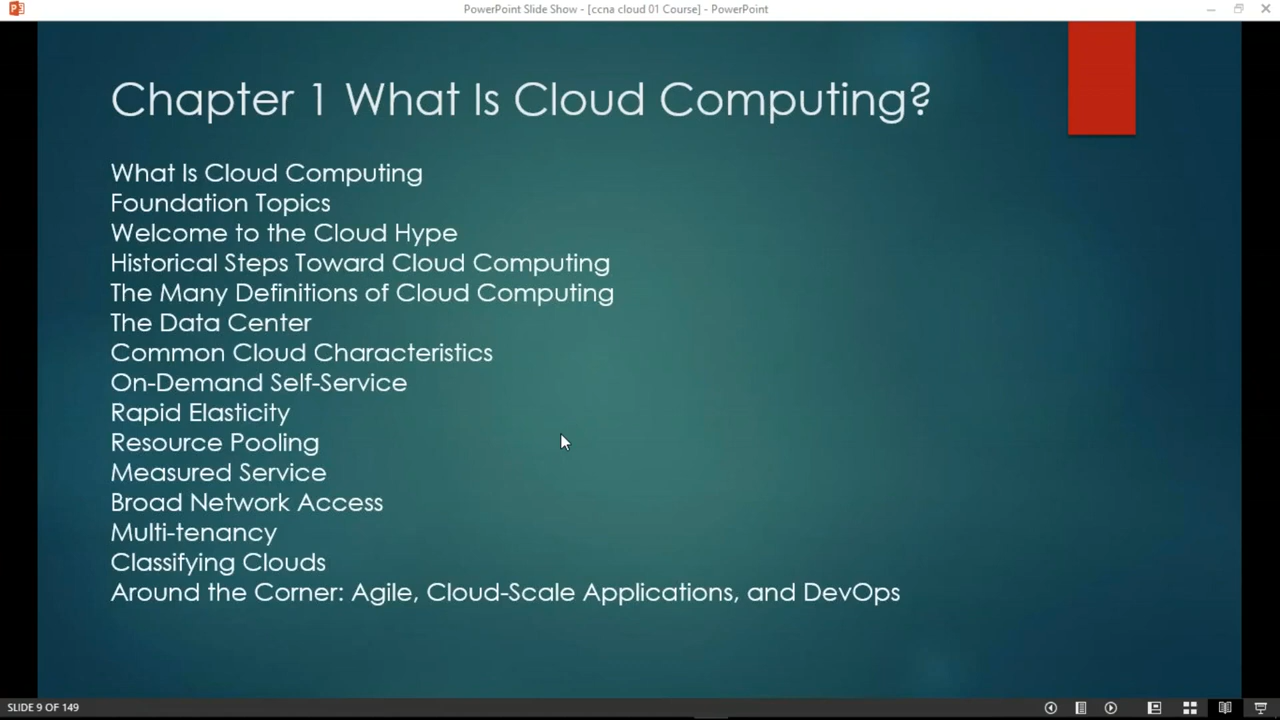 PowerPoint Slide Show - [ccna cloud 01 Course] - PowerPoint
Chapter 1 What Is Cloud Computing?
What Is Cloud Computing
Foundation Topics
Welcome to the Cloud Hype
Historical Steps Toward Cloud Computing
The Many Definitions of Cloud Computing
The Data Center
Common Cloud Characteristics
On-Demand Self-Service
Rapid Elasticity
Resource Pooling
Measured Service
Broad Network Access
Multi-tenancy
Classifying Clouds
Around the Corner: Agile, Cloud-Scale Applications, and DevOps
SLIDE 9 OF 149